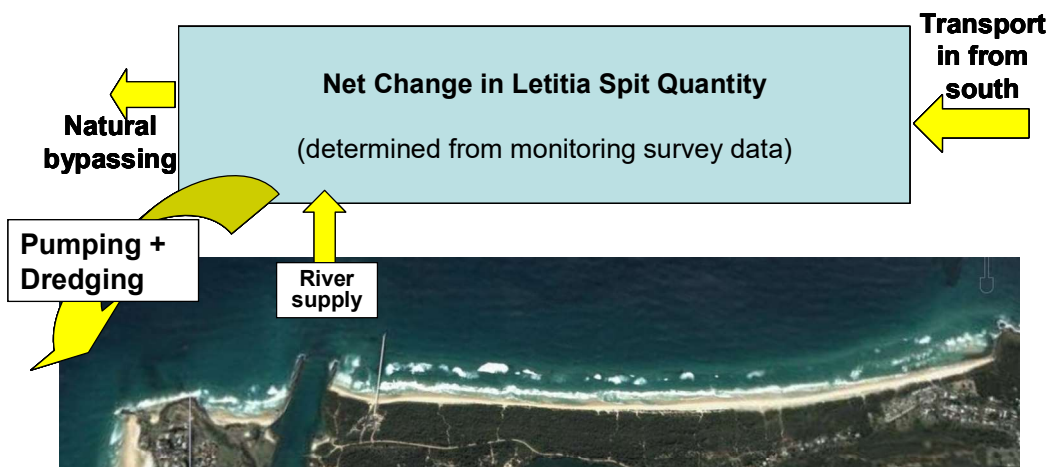 Transport
in from
south
Net Change in Letitia Spit Quantity
(determined from monitoring survey data)
Natural
bypassing
Pumping +
Dredging
River
supply